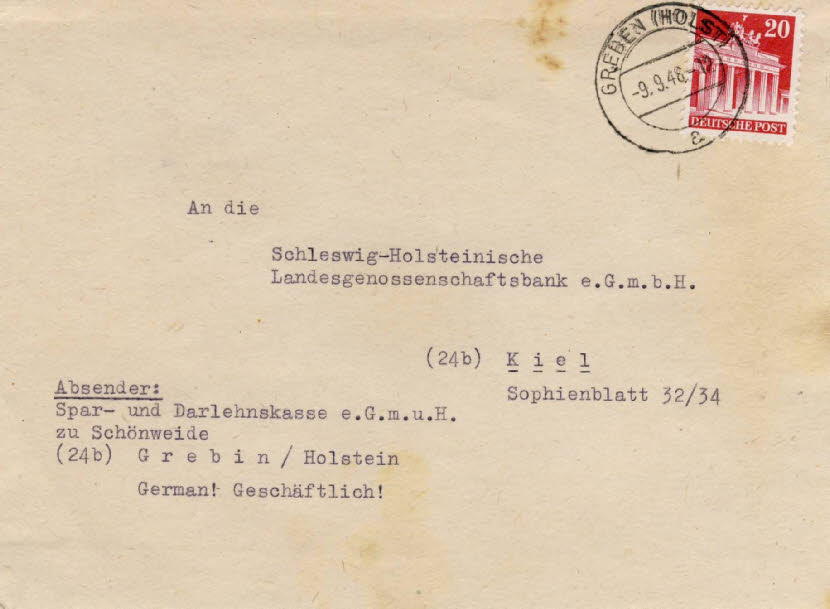 GREBEN (HOLST)
-9.9.48.-12
a
20
DEUTSCHE POST
An die
Schleswig-Holsteinische
Landesgenossenschaftsbank e.G.m.b.H.
(24b) K i e l
Sophienblatt 32/34
Absender:
Spar- und Darlehnskasse e.G.m.u.H.
zu Schönweide
(24b) G r e b i n / Holstein
German! Geschäftlich!